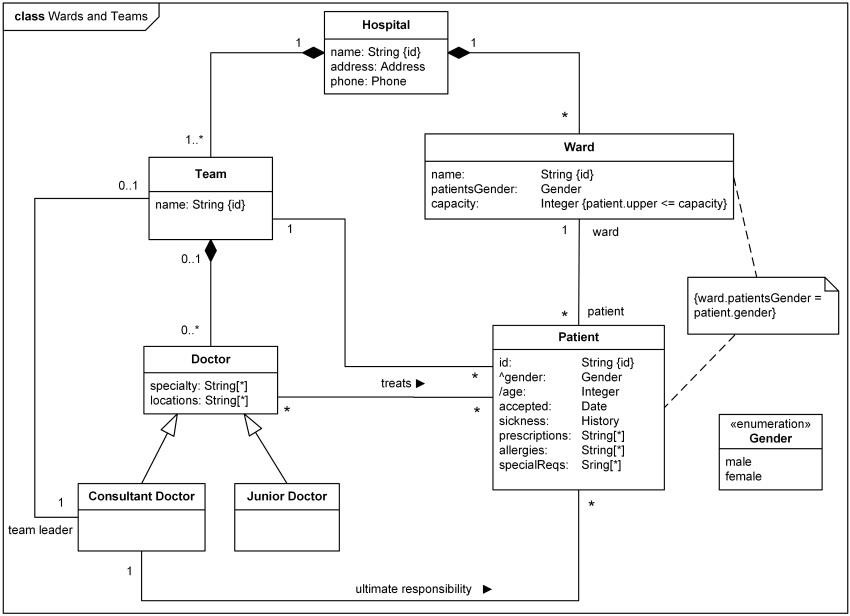 class Wards and Teams
Hospital
name: String {id}
address: Address
phone: Phone
1
1
1..*
*
Team
name: String {id}
Ward
name: String {id}
patientsGender: Gender
capacity: Integer {patient.upper <= capacity}
0..1
1
1 ward
0..1
{ward.patientsGender =
patient.gender}
0..*
* patient
Doctor
specialty: String[*]
locations: String[*]
Patient
id: String {id}
^gender: Gender
/age: Integer
accepted: Date
sickness: History
prescriptions: String[*]
allergies: String[*]
specialReqs: Sring[*]
*
treats ►
*
*
«enumeration»
Gender
male
female
Consultant Doctor
Junior Doctor
1
team leader
*
1
ultimate responsibility ►